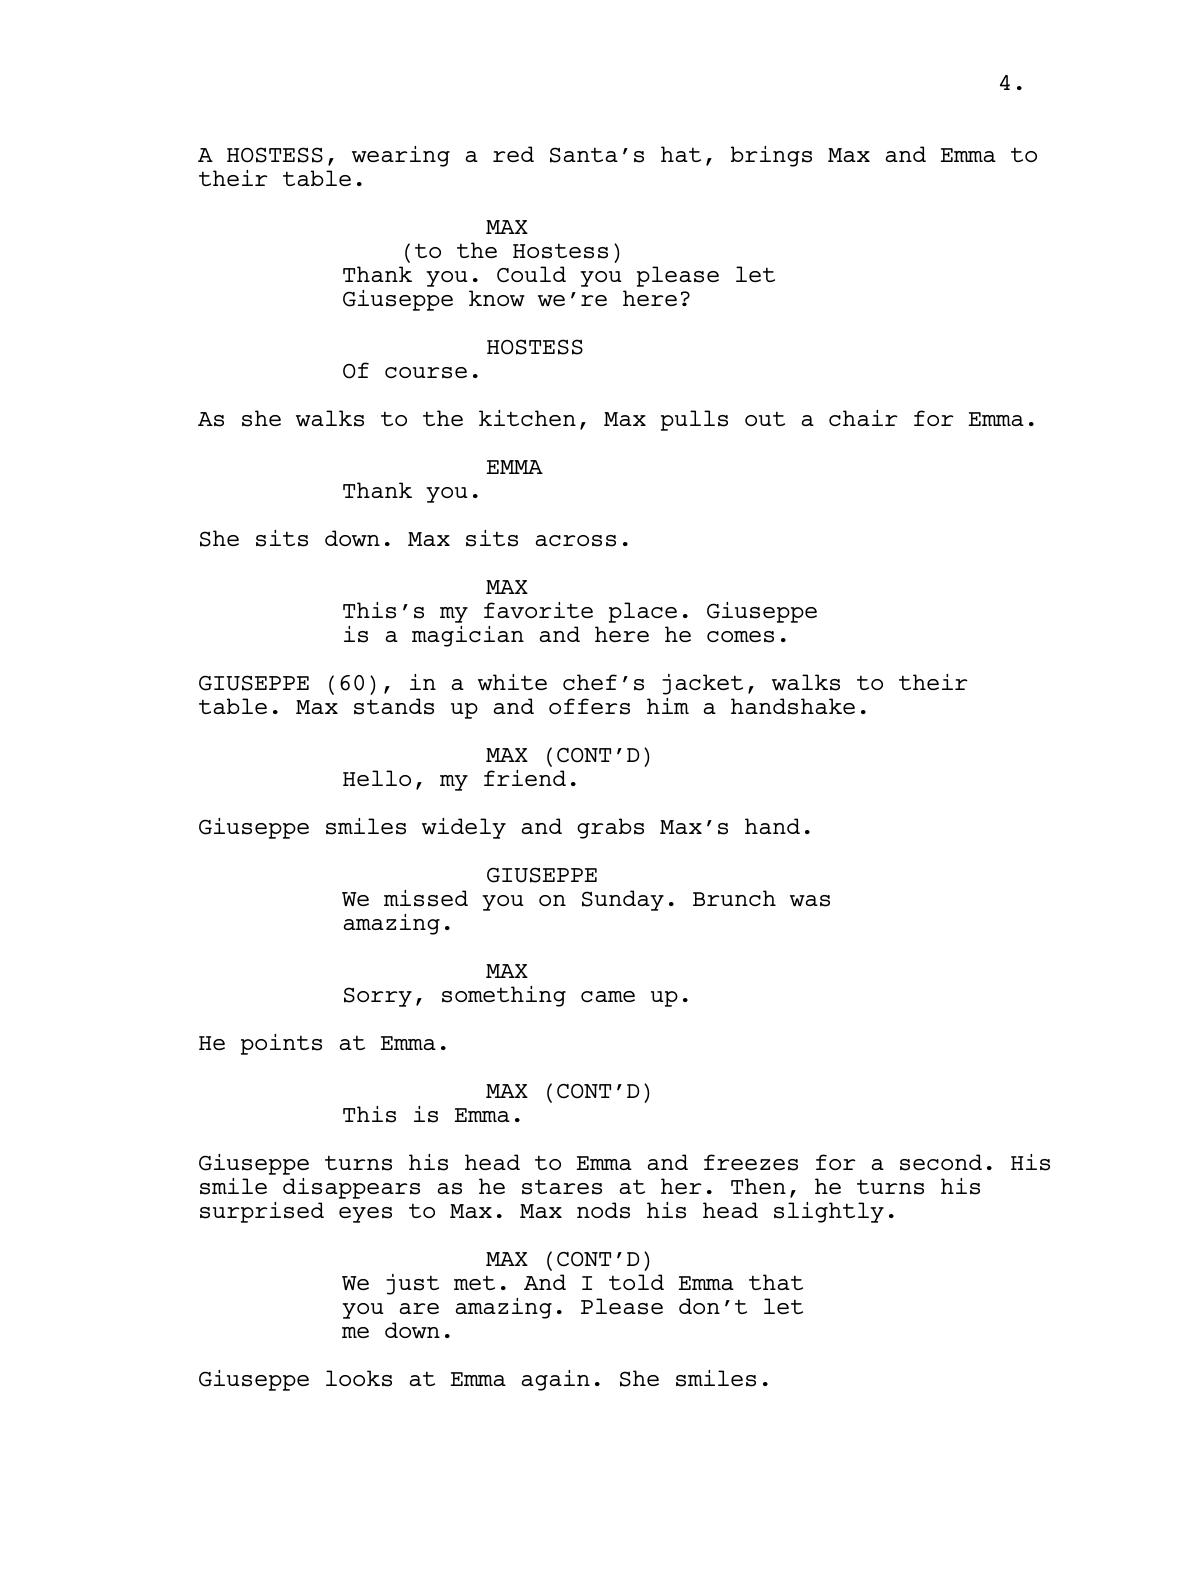 4.
A HOSTESS, wearing a red Santa’s hat, brings Max and Emma to
their table.
MAX
(to the Hostess)
Thank you. Could you please let
Giuseppe know we’re here?
HOSTESS
Of course.
As she walks to the kitchen, Max pulls out a chair for Emma.
EMMA
Thank you.
She sits down. Max sits across.
MAX
This’s my favorite place. Giuseppe
is a magician and here he comes.
GIUSEPPE (60), in a white chef’s jacket, walks to their
table. Max stands up and offers him a handshake.
MAX (CONT’D)
Hello, my friend.
Giuseppe smiles widely and grabs Max’s hand.
GIUSEPPE
We missed you on Sunday. Brunch was
amazing.
MAX
Sorry, something came up.
He points at Emma.
MAX (CONT’D)
This is Emma.
Giuseppe turns his head to Emma and freezes for a second. His
smile disappears as he stares at her. Then, he turns his
surprised eyes to Max. Max nods his head slightly.
MAX (CONT’D)
We just met. And I told Emma that
you are amazing. Please don’t let
me down.
Giuseppe looks at Emma again. She smiles.